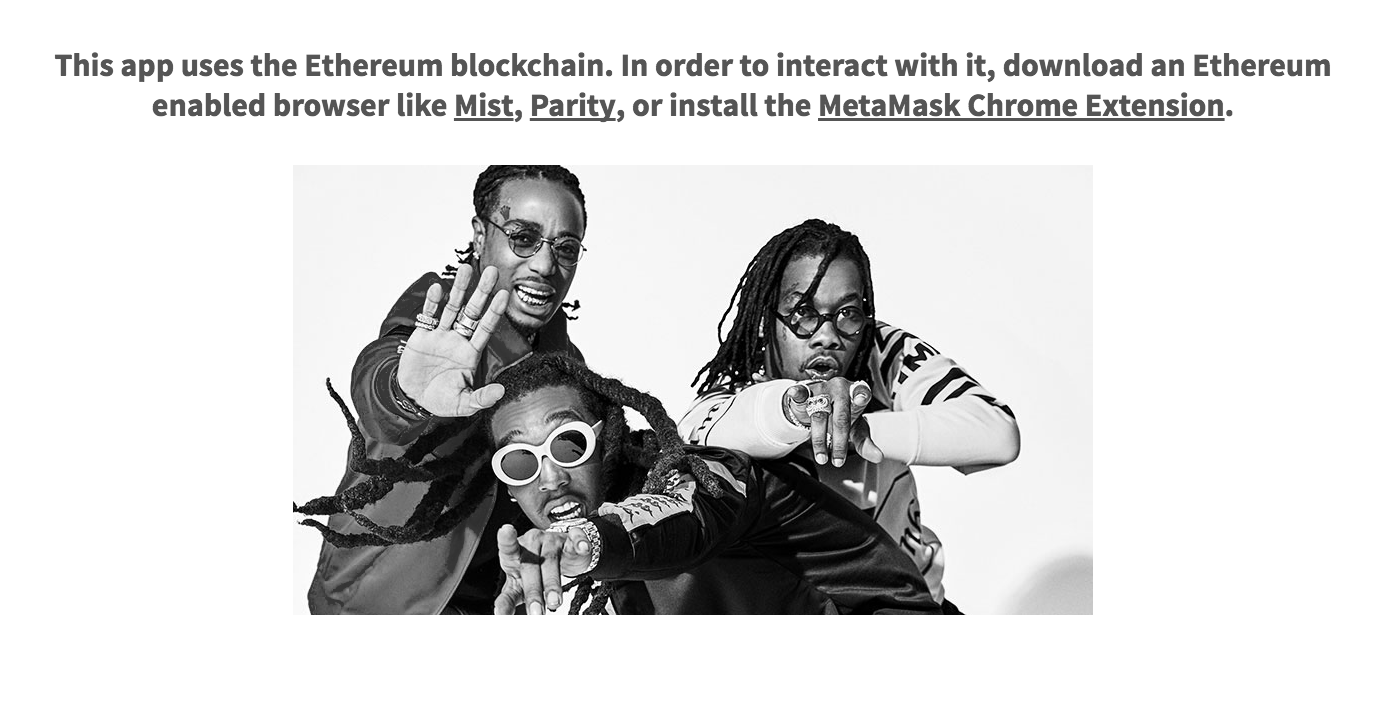 This app uses the Ethereum blockchain. In order to interact with it, download an Ethereum
enabled browser like Mist, Parity, or install the MetaMask Chrome Extension.